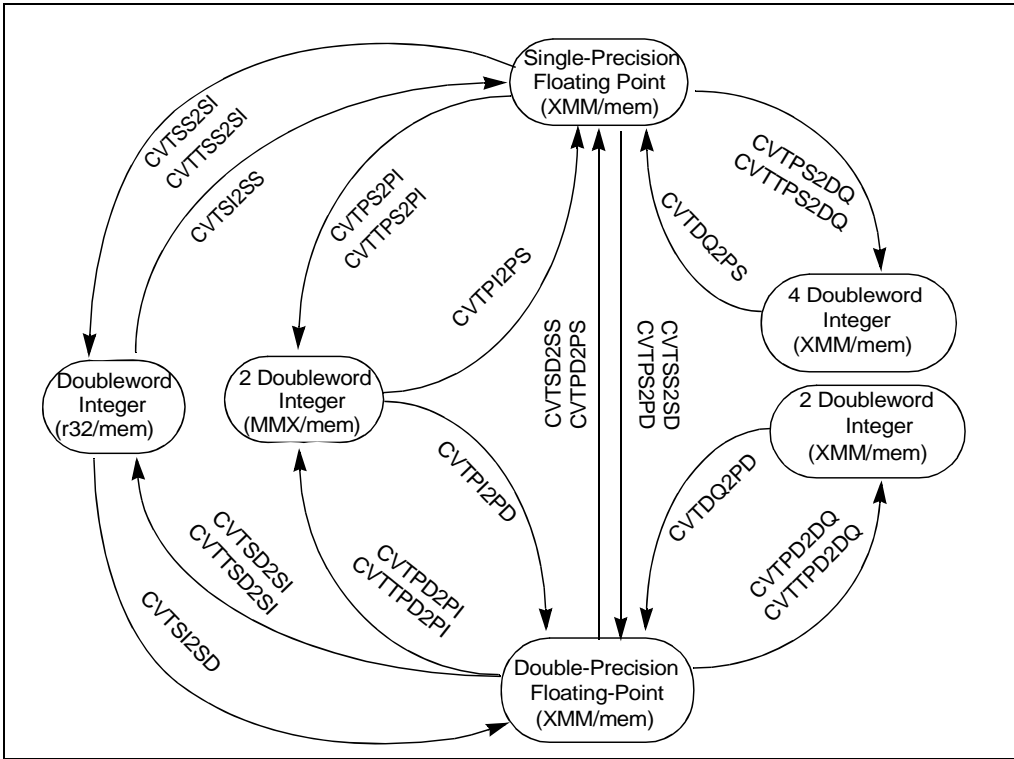 Single-Precision
Floating Point
(XMM/mem)
CVTSS2SI
CVTTSS2SI
CVTSI2SS
CVTPS2PI
CVTTPS2PI
CVTPI2PS
CVTPS2DQ
CVTTPS2DQ
CVTDQ2PS
4 Doubleword
Integer
(XMM/mem)
Doubleword
Integer
(r32/mem)
2 Doubleword
Integer
(MMX/mem)
CVTSD2SS
CVTPD2PS
CVTSS2SD
CVTPS2PD
2 Doubleword
Integer
(XMM/mem)
CVTPI2PD
CVTDQ2PD
CVTSD2SI
CVTTSD2SI
CVTPD2PI
CVTTPD2PI
CVTPD2DQ
CVTTPD2DQ
CVTSI2SD
Double-Precision
Floating-Point
(XMM/mem)